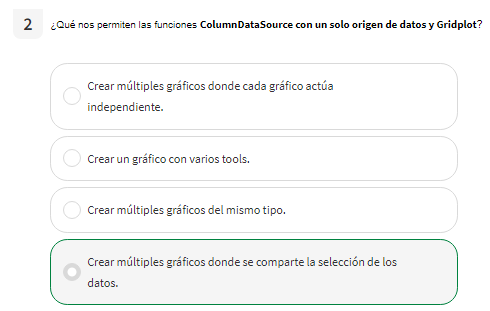 2 ¿Qué nos permiten las funciones ColumnDataSource con un solo origen de datos y Gridplot?
Crear múltiples gráficos donde cada gráfico actúa
independiente.
Crear un gráfico con varios tools.
Crear múltiples gráficos del mismo tipo.
Crear múltiples gráficos donde se comparte la selección de los
datos.